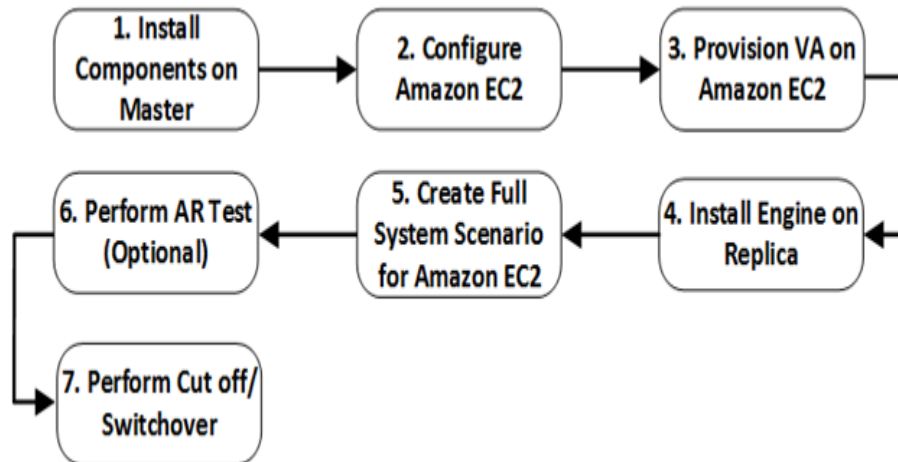 1. Install
Components on
Master
2. Configure
Amazon EC2
3. Provision VA on
Amazon EC2
4. Install Engine on
Replica
5. Create Full
System Scenario
for Amazon EC2
6. Perform AR Test
(Optional)
7. Perform Cut off/
Switchover